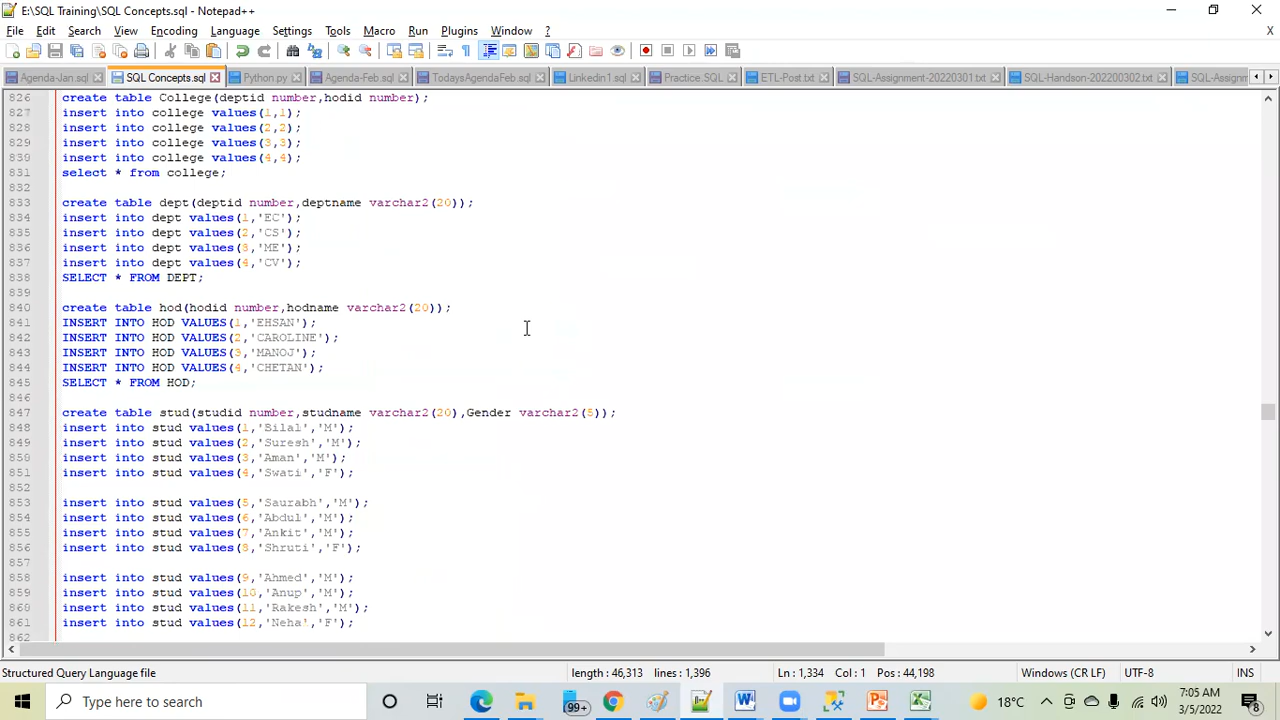 E:\SQL Training\SQL Concepts.sql - Notepad++
File Edit Search View Encoding Language Settings Tools Macro Run Plugins Window ?
Agenda-Jan.sql SQL Concepts.sql Python.py Agenda-Feb.sql TodaysAgendaFeb.sql Linkedin1.sql Practice.SQL ETL-Post.txt SQL-Assignment-20220301.txt SQL-Handson-202200302.txt SQL-Assignm
826 create table College(deptid number,hodid number);
827 insert into college values(1,1);
828 insert into college values(2,2);
829 insert into college values(3,3);
830 insert into college values(4,4);
831 select * from college;
832
833 create table dept(deptid number,deptname varchar2(20));
834 insert into dept values(1,'EC');
835 insert into dept values(2,'CS');
836 insert into dept values(3,'ME');
837 insert into dept values(4,'CV');
838 SELECT * FROM DEPT;
839
840 create table hod(hodid number,hodname varchar2(20));
841 INSERT INTO HOD VALUES(1,'EHSAN');
842 INSERT INTO HOD VALUES(2,'CAROLINE');
843 INSERT INTO HOD VALUES(3,'MANOJ');
844 INSERT INTO HOD VALUES(4,'CHETAN');
845 SELECT * FROM HOD;
846
847 create table stud(studid number,studname varchar2(20),Gender varchar2(5));
848 insert into stud values(1,'Bilal','M');
849 insert into stud values(2,'Suresh','M');
850 insert into stud values(3,'Aman','M');
851 insert into stud values(4,'Swati','F');
852
853 insert into stud values(5,'Saurabh','M');
854 insert into stud values(6,'Abdul','M');
855 insert into stud values(7,'Ankit','M');
856 insert into stud values(8,'Shruti','F');
857
858 insert into stud values(9,'Ahmed','M');
859 insert into stud values(10,'Anup','M');
860 insert into stud values(11,'Rakesh','M');
861 insert into stud values(12,'Neha','F');
862
Structured Query Language file length : 46,313 lines : 1,396 Ln : 1,334 Col : 1 Pos : 44,198 Windows (CR LF) UTF-8 INS
Type here to search 99+ 18°C 7:05 AM
3/5/2022 8